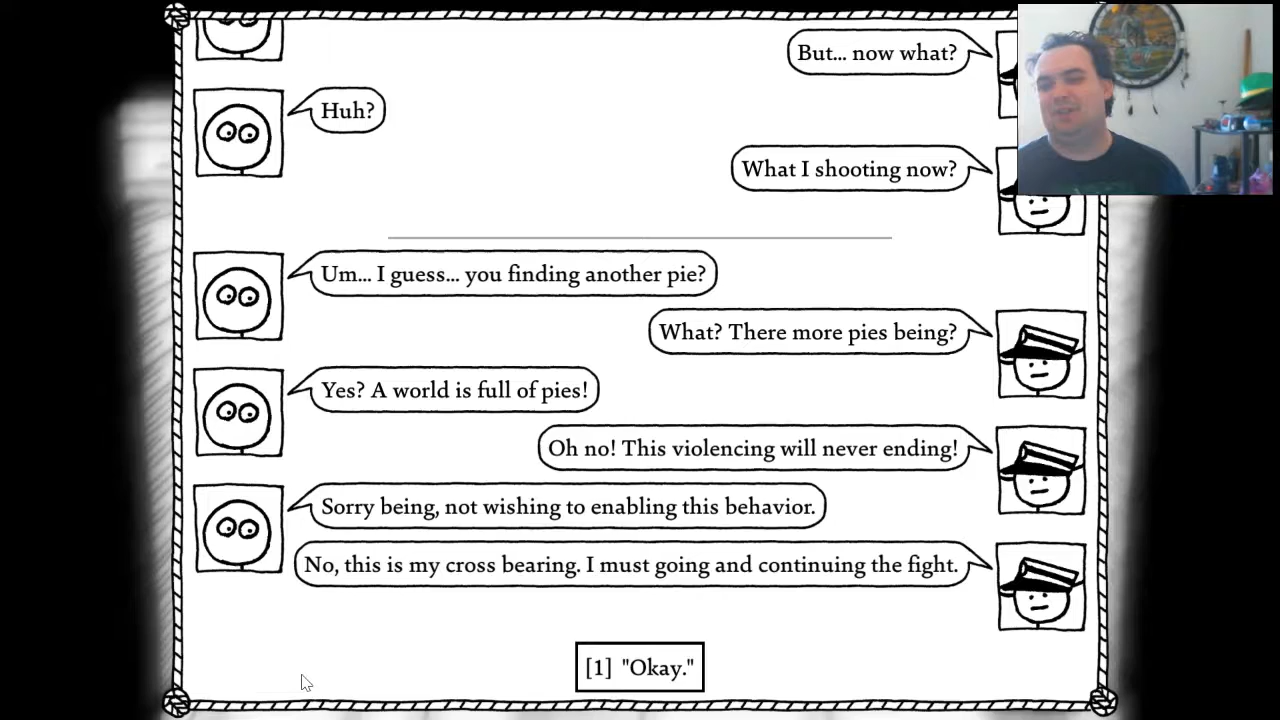 But... now what?
Huh?
What I shooting now?
Um... I guess... you finding another pie?
What? There more pies being?
Yes? A world is full of pies!
Oh no! This violencing will never ending!
Sorry being, not wishing to enabling this behavior.
No, this is my cross bearing. I must going and continuing the fight.
[1] "Okay."